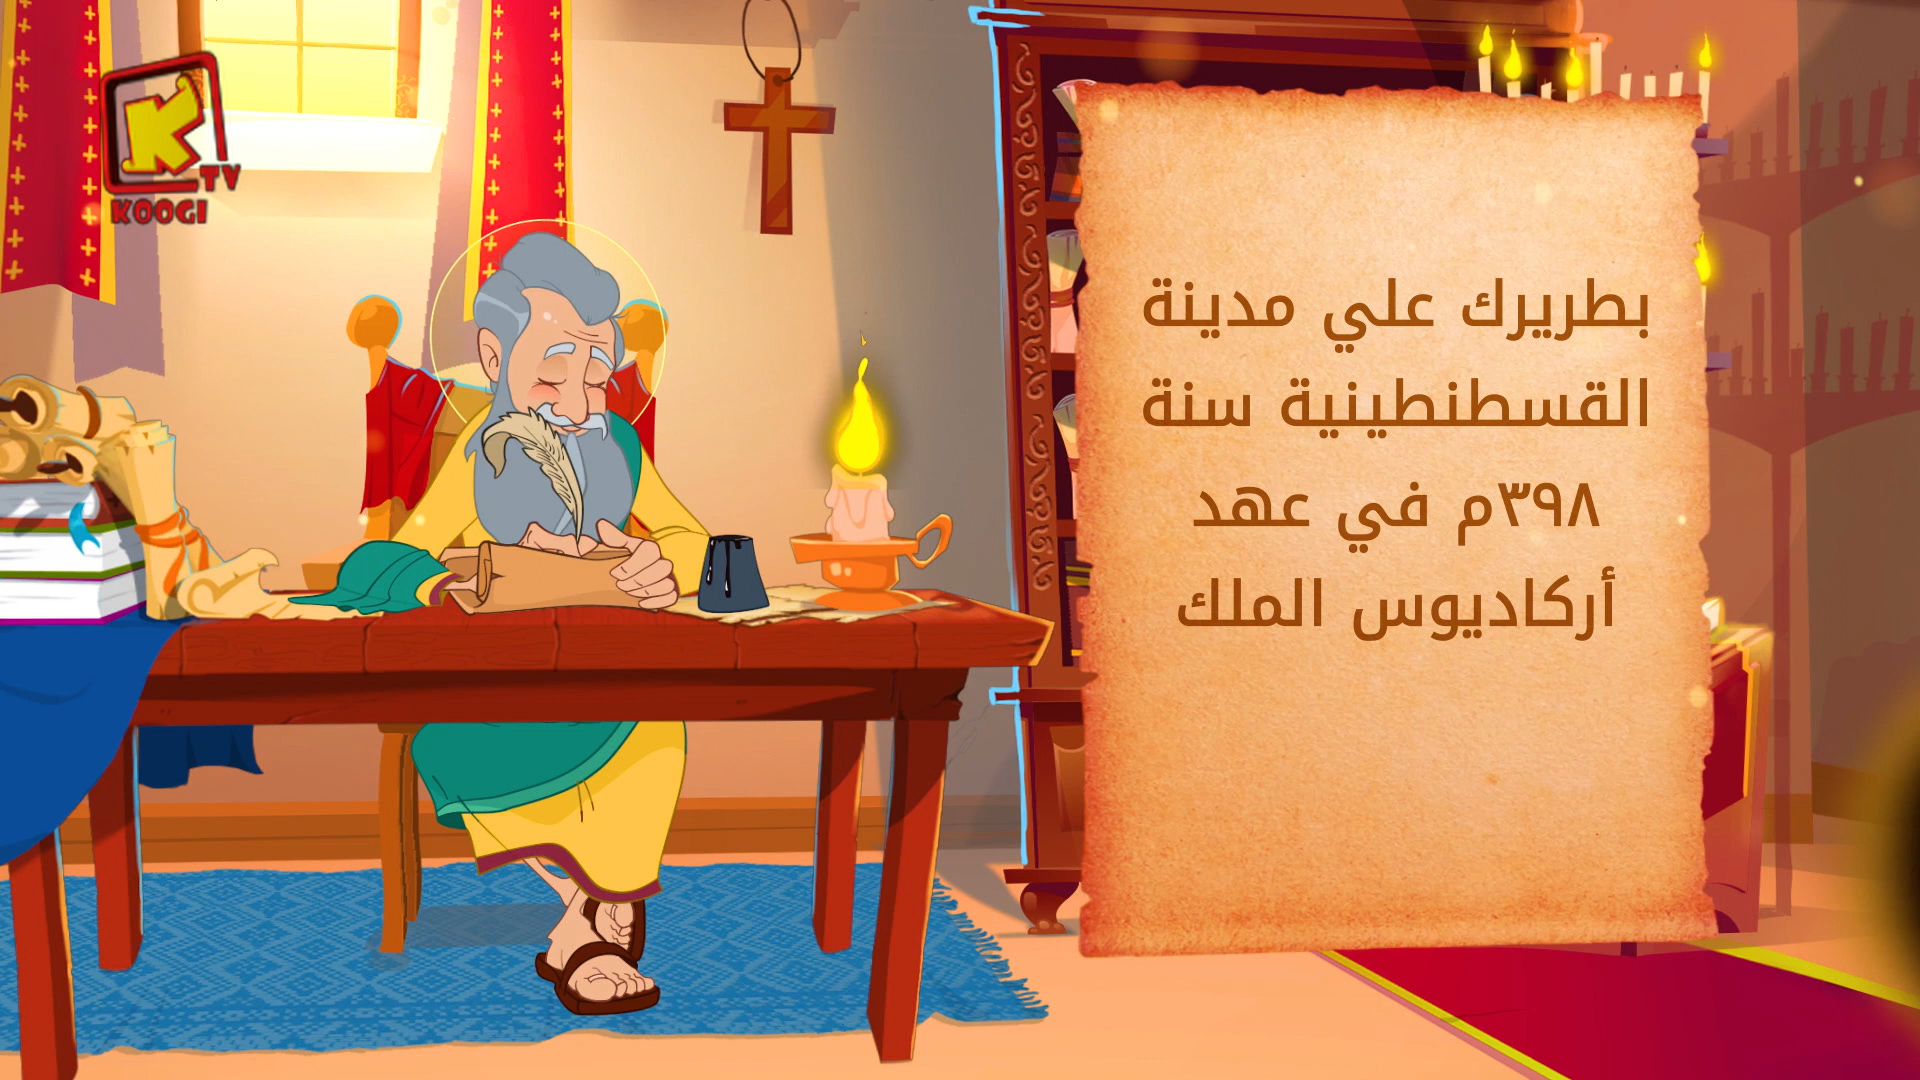 K
TV
KOOGI
بطريرك علي مدينة
القسطنطينية سنة
٣٩٨م في عهد
أركاديوس الملك